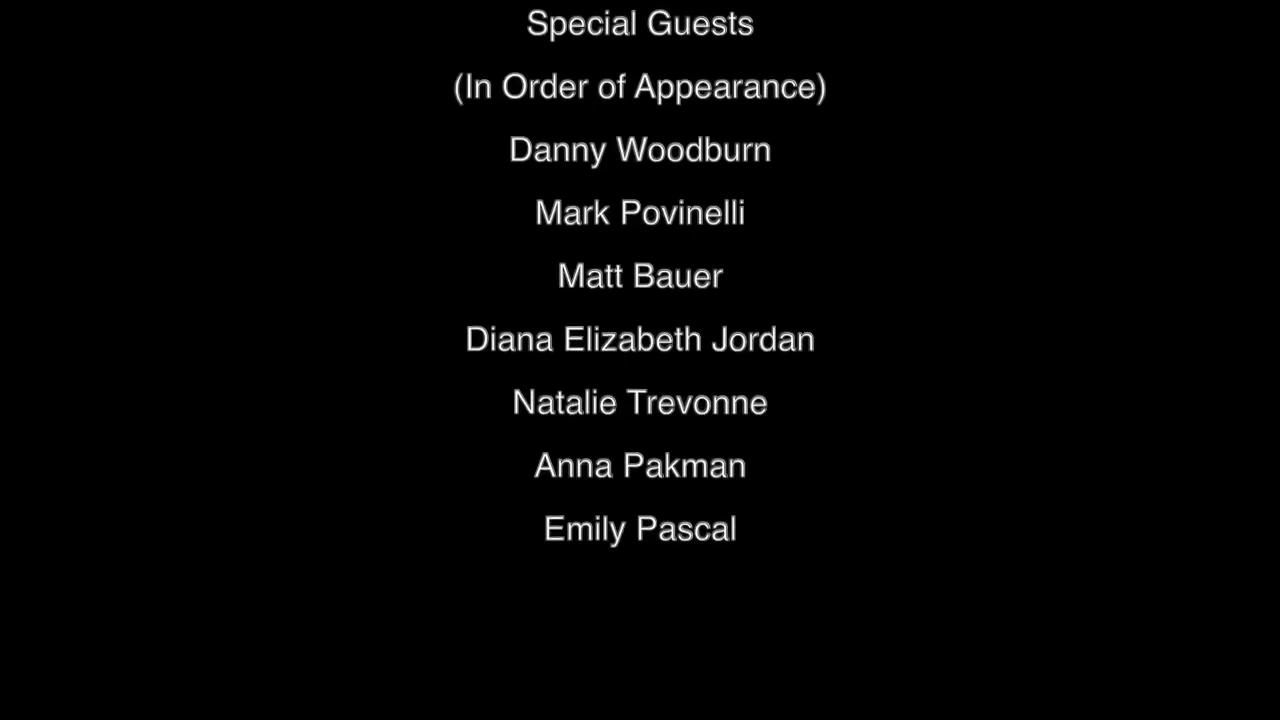 Special Guests
(In Order of Appearance)
Danny Woodburn
Mark Povinelli
Matt Bauer
Diana Elizabeth Jordan
Natalie Trevonne
Anna Pakman
Emily Pascal